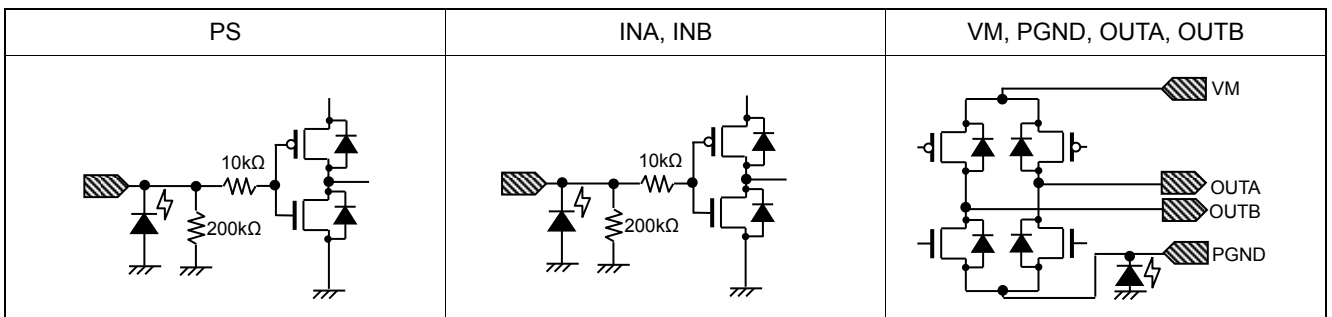 PS
INA, INB
VM, PGND, OUTA, OUTB
10kΩ
200kΩ
10kΩ
200kΩ
VM
OUTA
OUTB
PGND